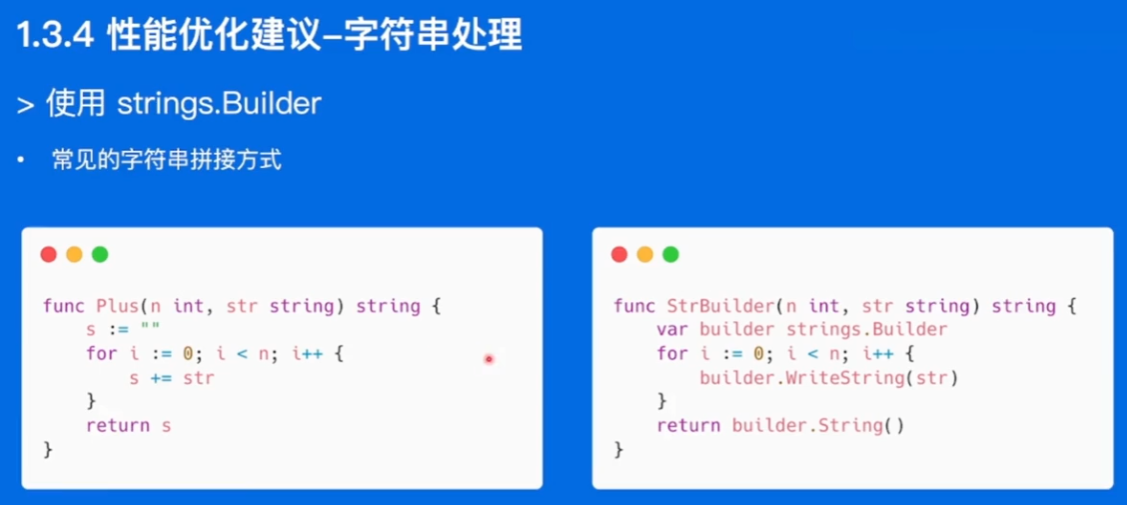 1.3.4 性能优化建议-字符串处理
> 使用 strings.Builder
• 常见的字符串拼接方式
func Plus(n int, str string) string {
    s := ""
    for i := 0; i < n; i++ {
        s += str
    }
    return s
}
func StrBuilder(n int, str string) string {
    var builder strings.Builder
    for i := 0; i < n; i++ {
        builder.WriteString(str)
    }
    return builder.String()
}